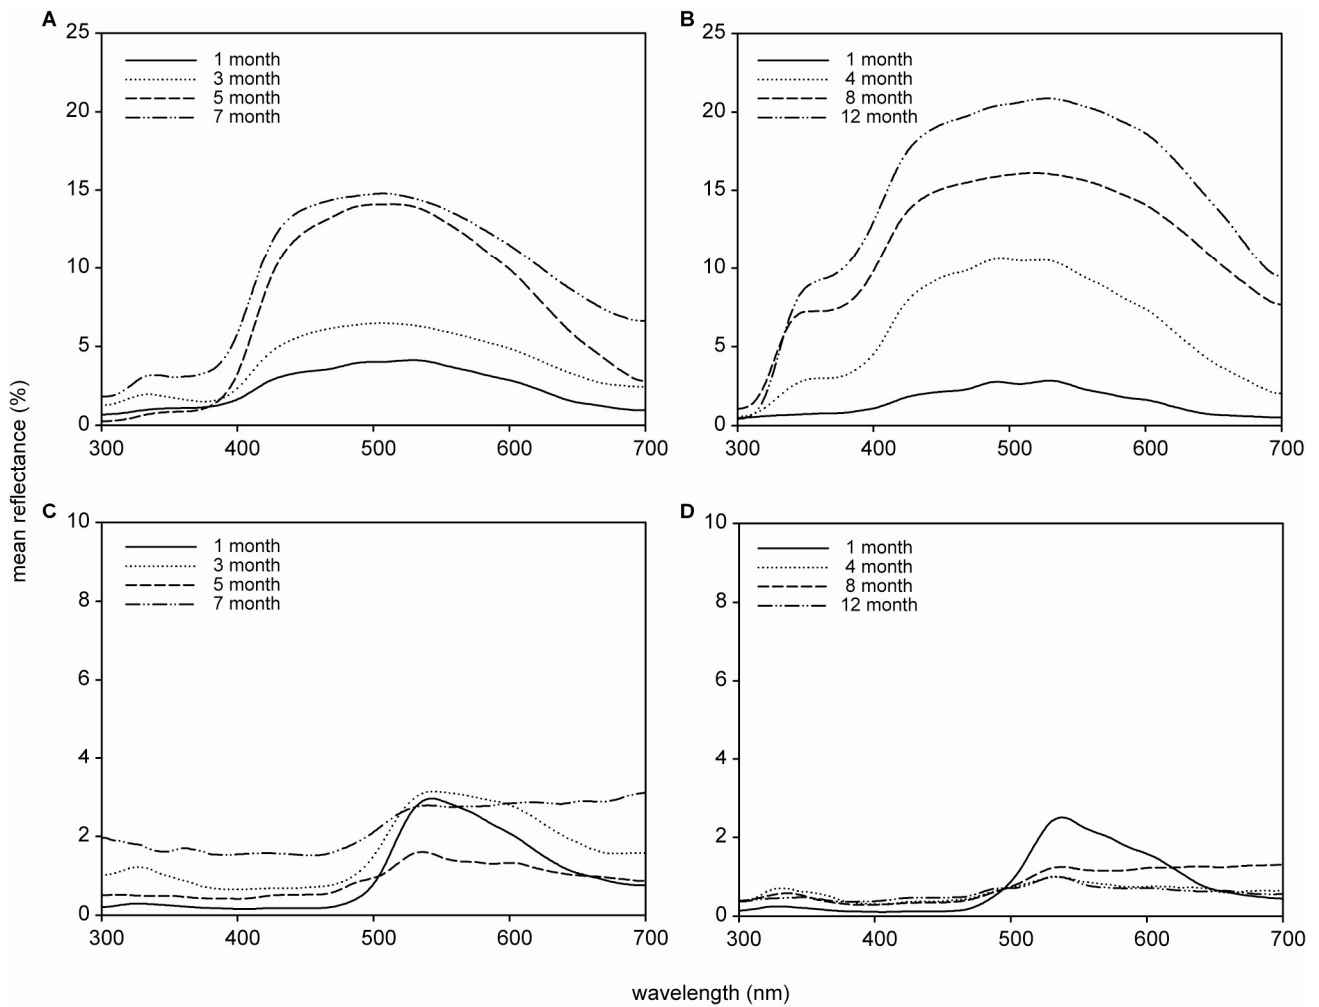 A
25
20
15
10
5
0
1 month
3 month
5 month
7 month
300 400 500 600 700
B
25
20
15
10
5
0
1 month
4 month
8 month
12 month
300 400 500 600 700
mean reflectance (%)
C
10
8
6
4
2
0
1 month
3 month
5 month
7 month
300 400 500 600 700
D
10
8
6
4
2
0
1 month
4 month
8 month
12 month
300 400 500 600 700
wavelength (nm)